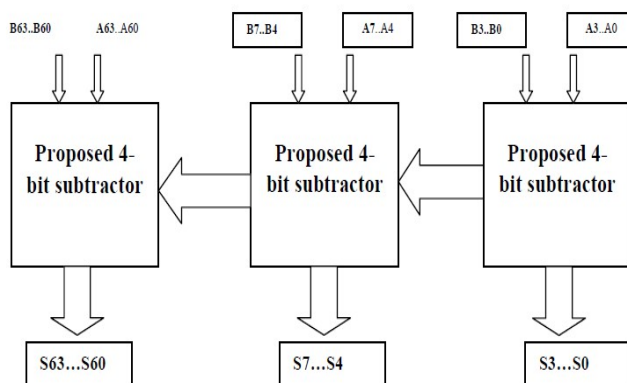 B63..B60 A63..A60 B7..B4 A7..A4 B3..B0 A3...A0
Proposed 4-
bit subtractor
Proposed 4-
bit subtractor
Proposed 4-
bit subtractor
S63...S60 S7...S4 S3...S0